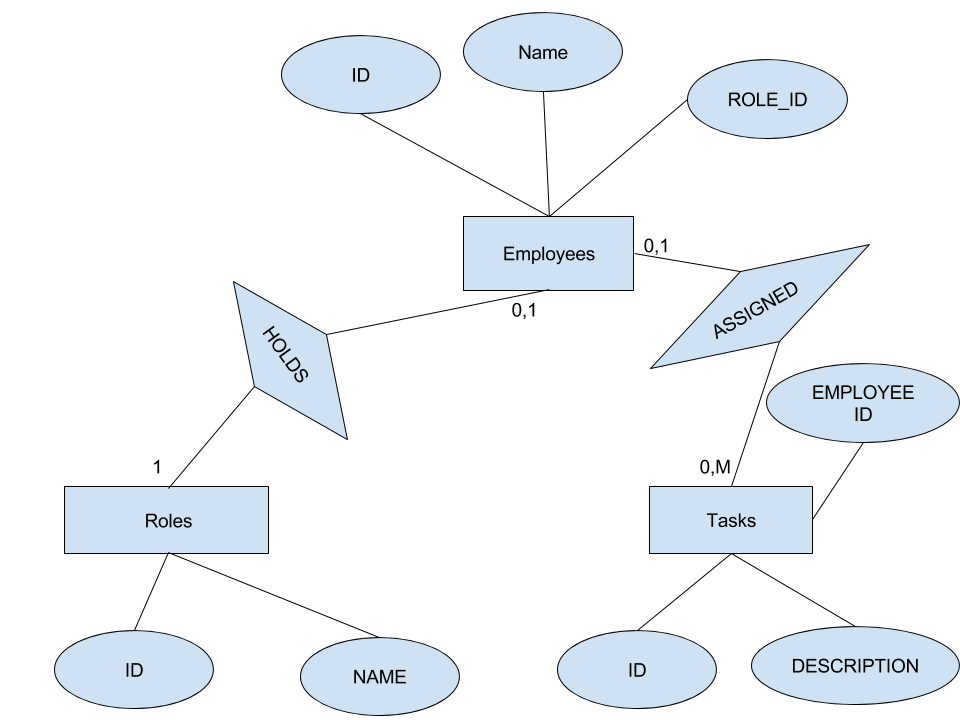 Name
ID
ROLE_ID
Employees
0,1
ASSIGNED
0,1
HOLDS
EMPLOYEE
ID
1
0,M
Roles
Tasks
ID
NAME
ID
DESCRIPTION